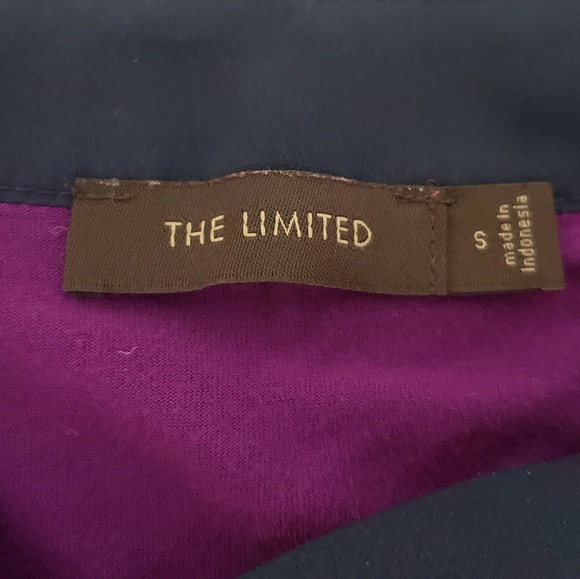 THE LIMITED
S
made in
Indonesia